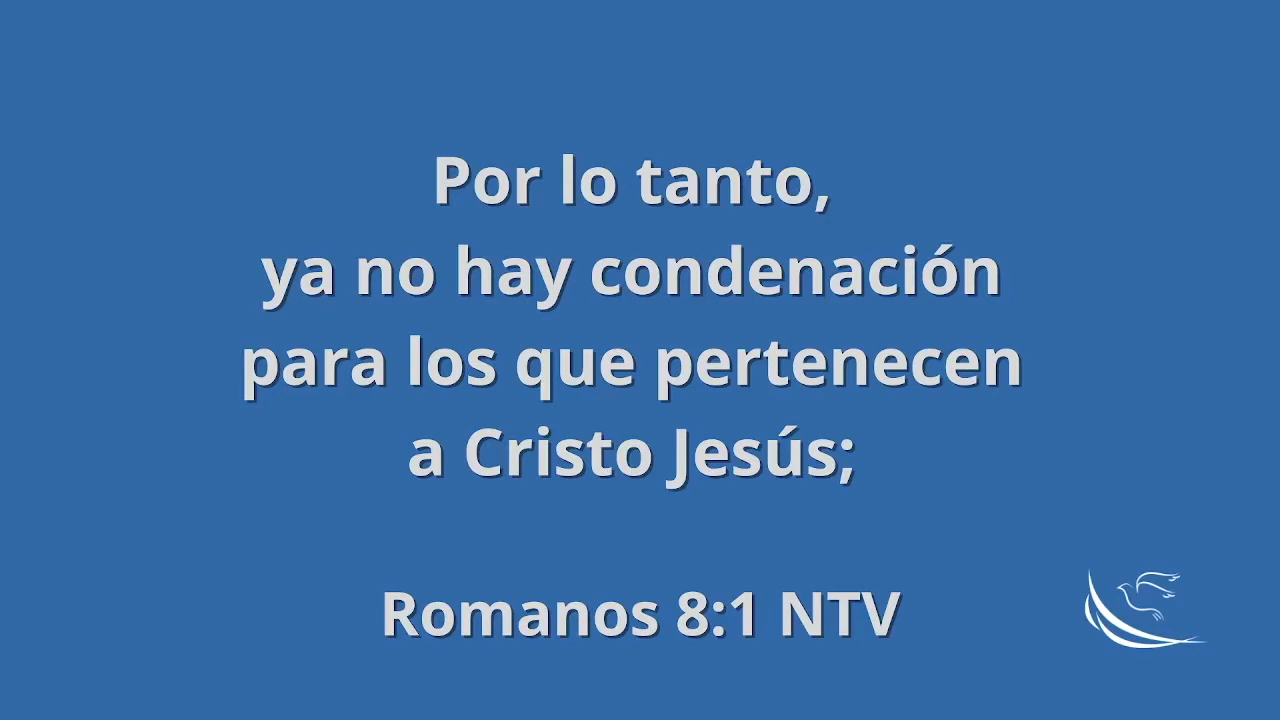 Por lo tanto,
ya no hay condenación
para los que pertenecen
a Cristo Jesús;
Romanos 8:1 NTV